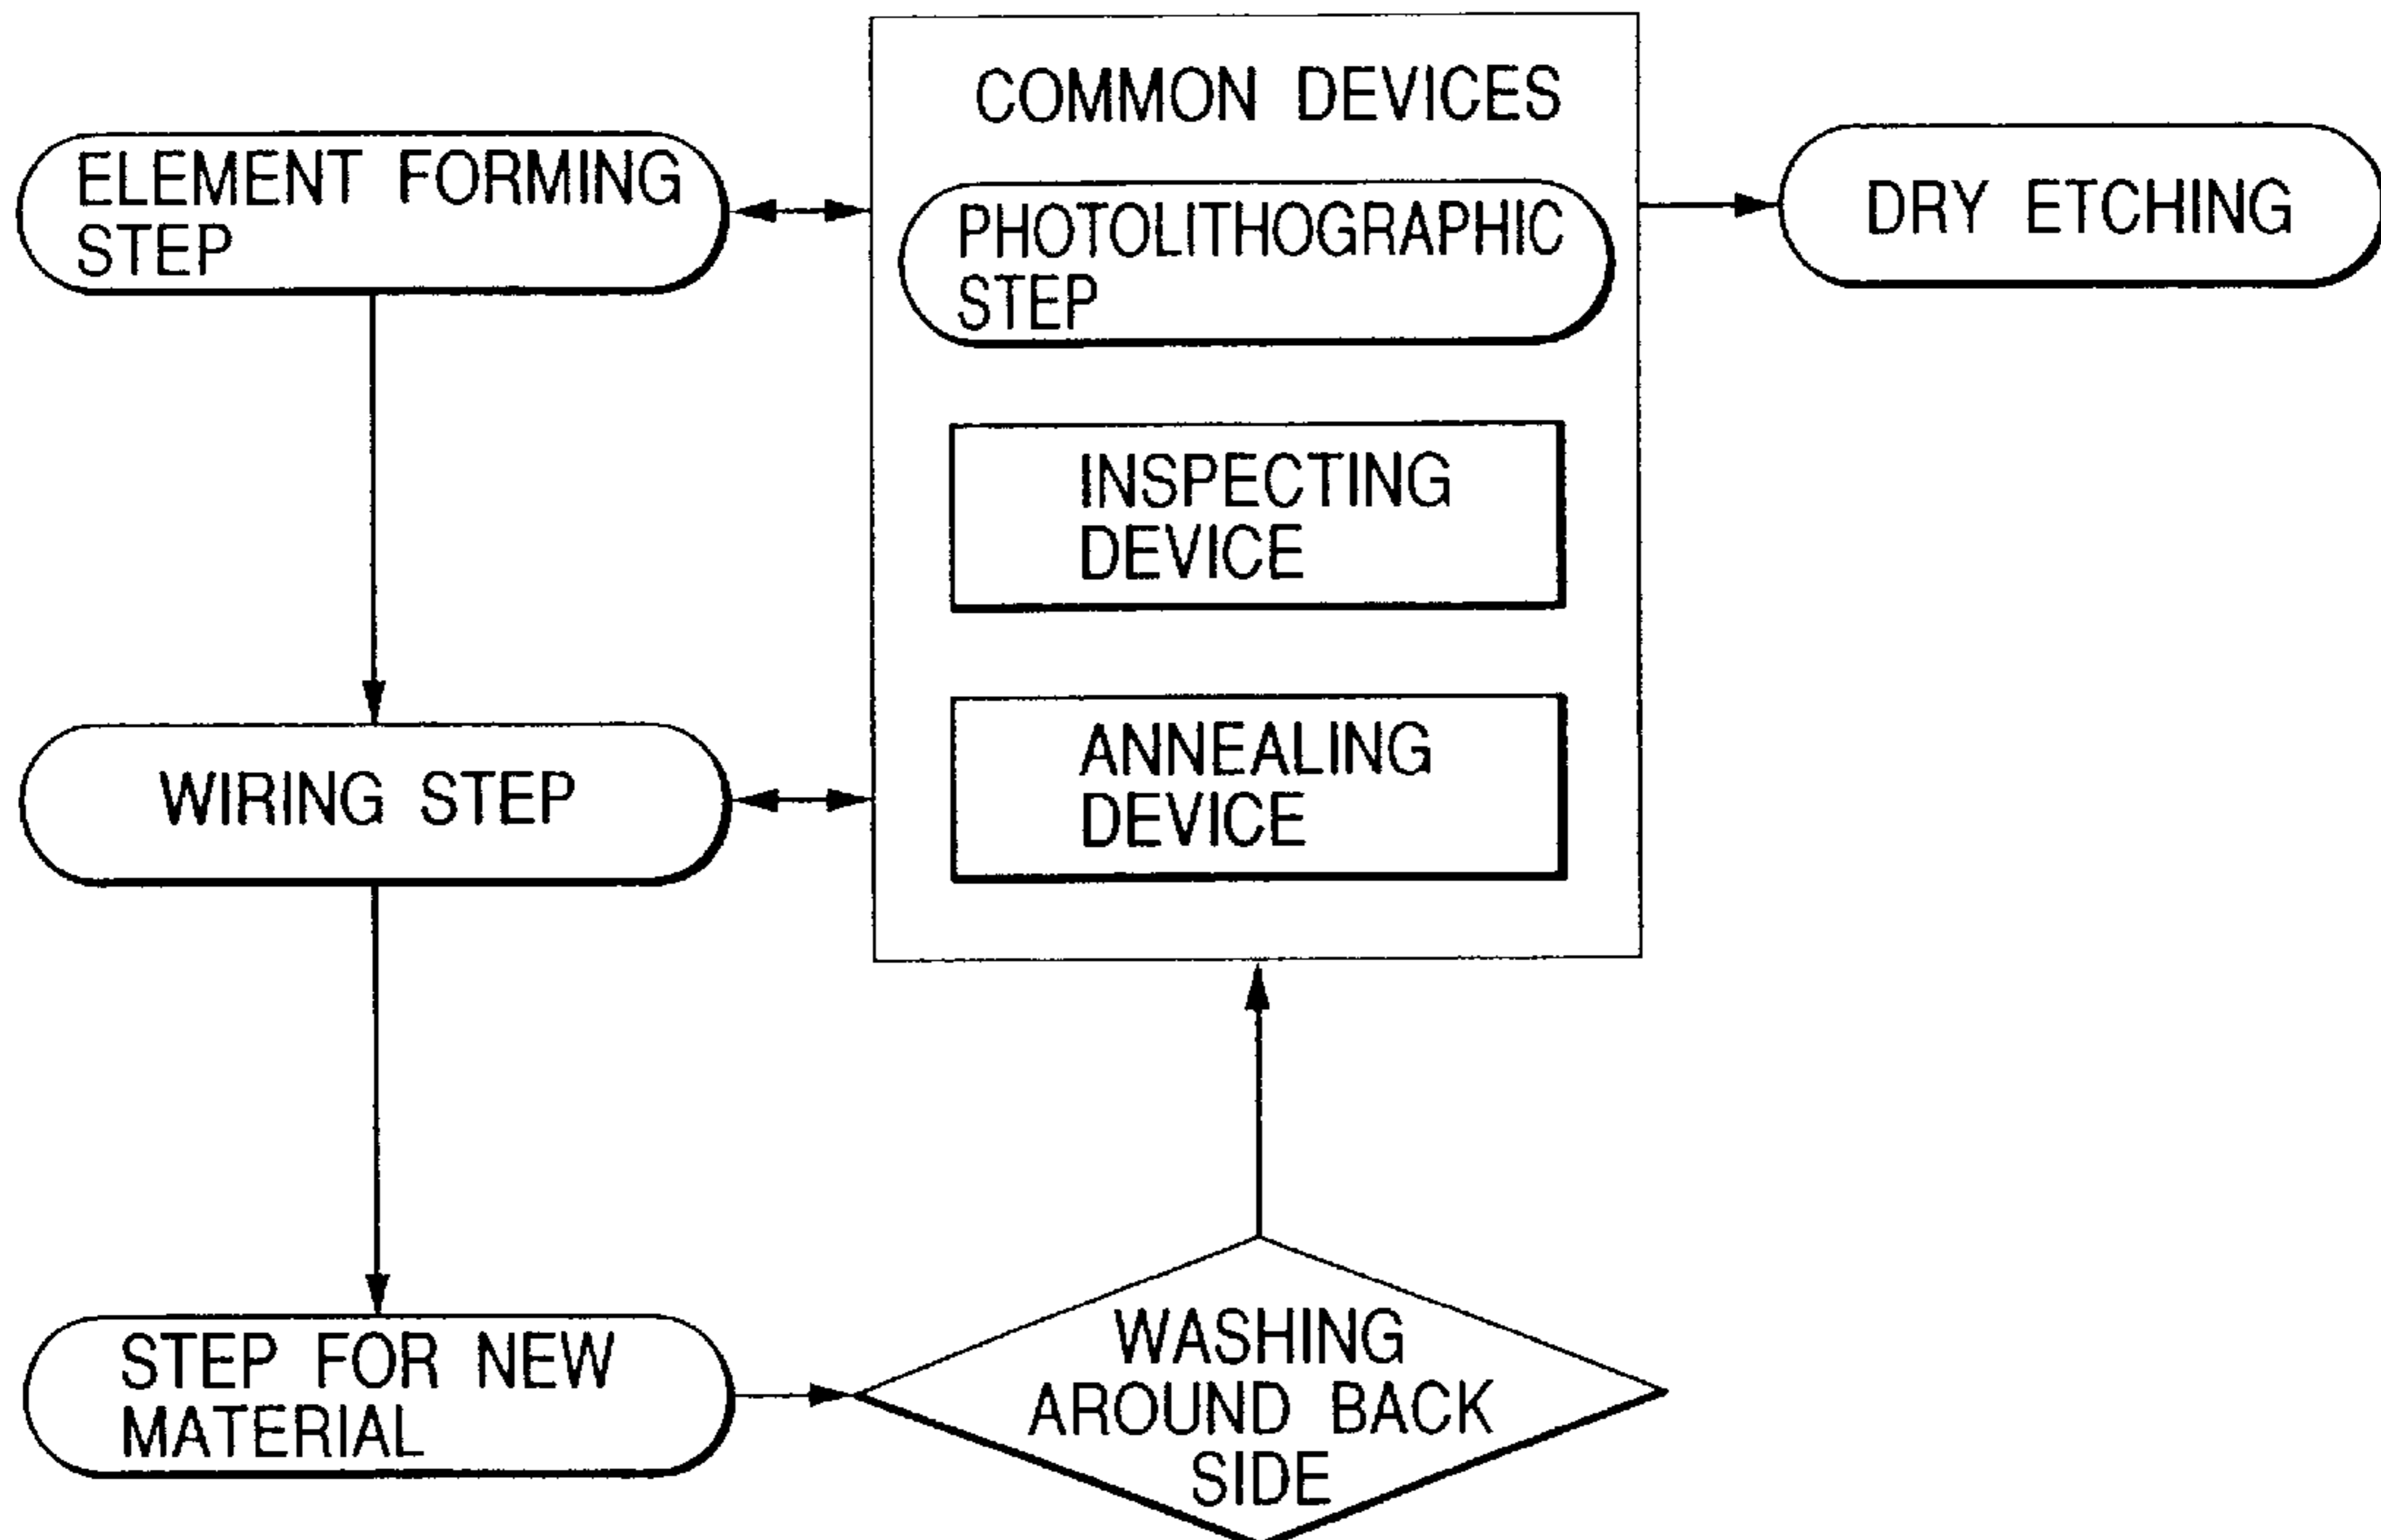 COMMON DEVICES
ELEMENT FORMING
STEP
PHOTOLITHOGRAPHIC
STEP
DRY ETCHING
INSPECTING
DEVICE
WIRING STEP
ANNEALING
DEVICE
STEP FOR NEW
MATERIAL
WASHING
AROUND BACK
SIDE